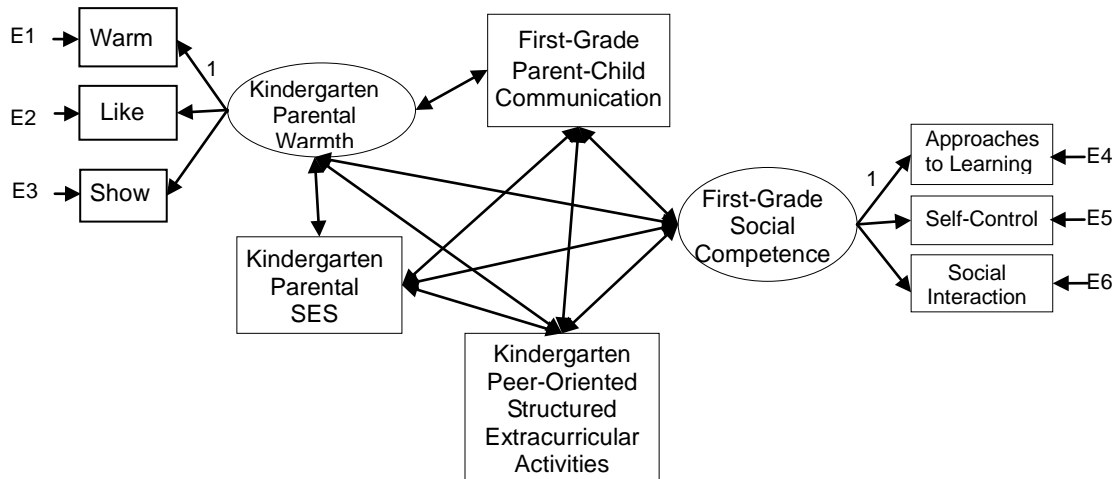 E1
Warm
1
E2
Like
E3
Show
Kindergarten
Parental
Warmth
First-Grade
Parent-Child
Communication
Kindergarten
Parental
SES
Kindergarten
Peer-Oriented
Structured
Extracurricular
Activities
First-Grade
Social
Competence
1
Approaches
to Learning
E4
Self-Control
E5
Social
Interaction
E6